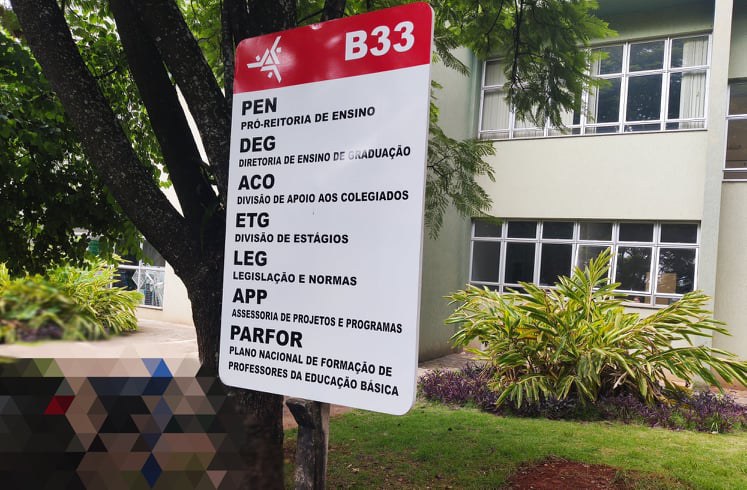 B33
PEN
PRÓ-REITORIA DE ENSINO
DEG
DIRETORIA DE ENSINO DE GRADUAÇÃO
ACO
DIVISÃO DE APOIO AOS COLEGIADOS
ETG
DIVISÃO DE ESTÁGIOS
LEG
LEGISLAÇÃO E NORMAS
APP
ASSESSORIA DE PROJETOS E PROGRAMAS
PARFOR
PLANO NACIONAL DE FORMAÇÃO DE
PROFESSORES DA EDUCAÇÃO BÁSICA